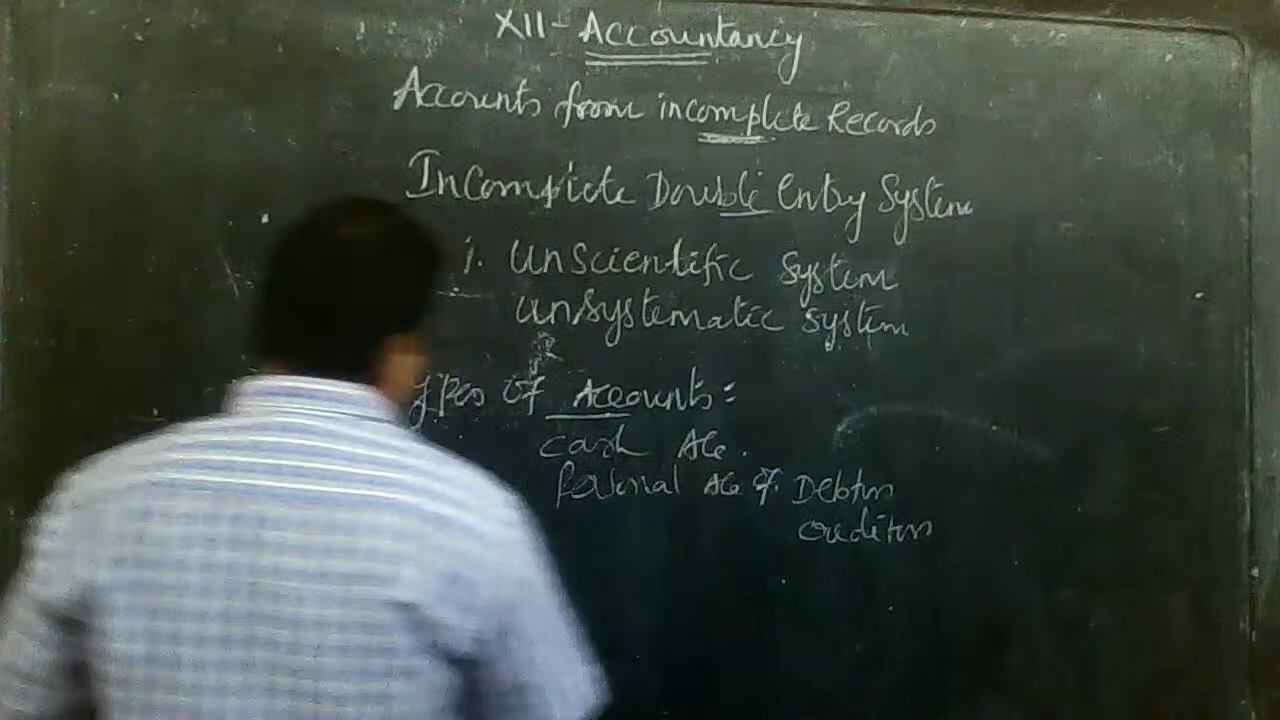 XII - Accountancy
Accounts from incomplete Records
Incomplete Double Entry System
1. Unscientific System
unsystematic system
ypes of Accounts:
cash A/c.
Personal A/c of Debtors
creditors